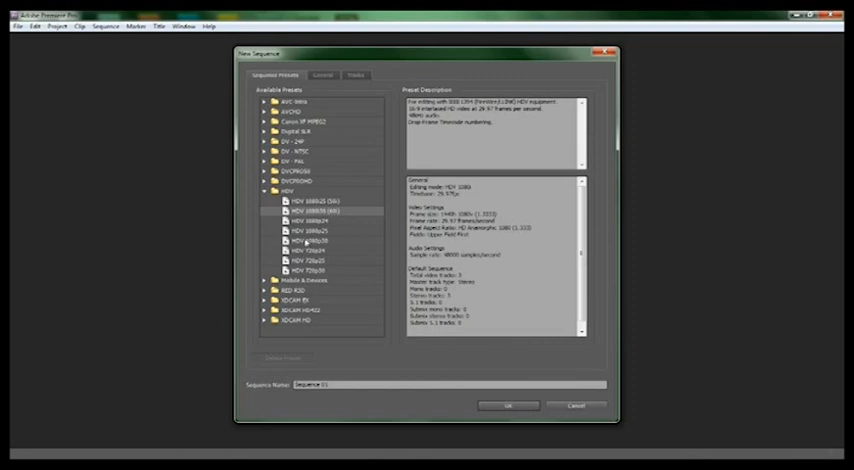 Adobe Premiere Pro
File Edit Project Clip Sequence Marker Title Window Help
New Sequence
Sequence Presets General Tracks
Available Presets
AVC-Intra
AVCHD
Canon XF MPEG2
Digital SLR
DV - 24P
DV - NTSC
DV - PAL
DVCPRO50
DVCPROHD
HDV
HDV 1080i25 (50i)
HDV 1080i30 (60i)
HDV 1080p24
HDV 1080p25
HDV 1080p30
HDV 720p24
HDV 720p25
HDV 720p30
Mobile & Devices
RED R3D
XDCAM EX
XDCAM HD422
XDCAM HD
Preset Description
For editing with IEEE 1394 (FireWire/i.LINK) HDV equipment.
16:9 interlaced HD video at 29.97 frames per second.
48kHz audio.
Drop-Frame Timecode numbering.
General
Editing mode: HDV 1080i
Timebase: 29.97fps
Video Settings
Frame size: 1440h 1080v (1.3333)
Frame rate: 29.97 frames/second
Pixel Aspect Ratio: HD Anamorphic 1080 (1.333)
Fields: Upper Field First
Audio Settings
Sample rate: 48000 samples/second
Default Sequence
Total video tracks: 3
Master track type: Stereo
Mono tracks: 0
Stereo tracks: 3
5.1 tracks: 0
Submix mono tracks: 0
Submix stereo tracks: 0
Submix 5.1 tracks: 0
Delete Preset
Sequence Name: Sequence 01
OK Cancel